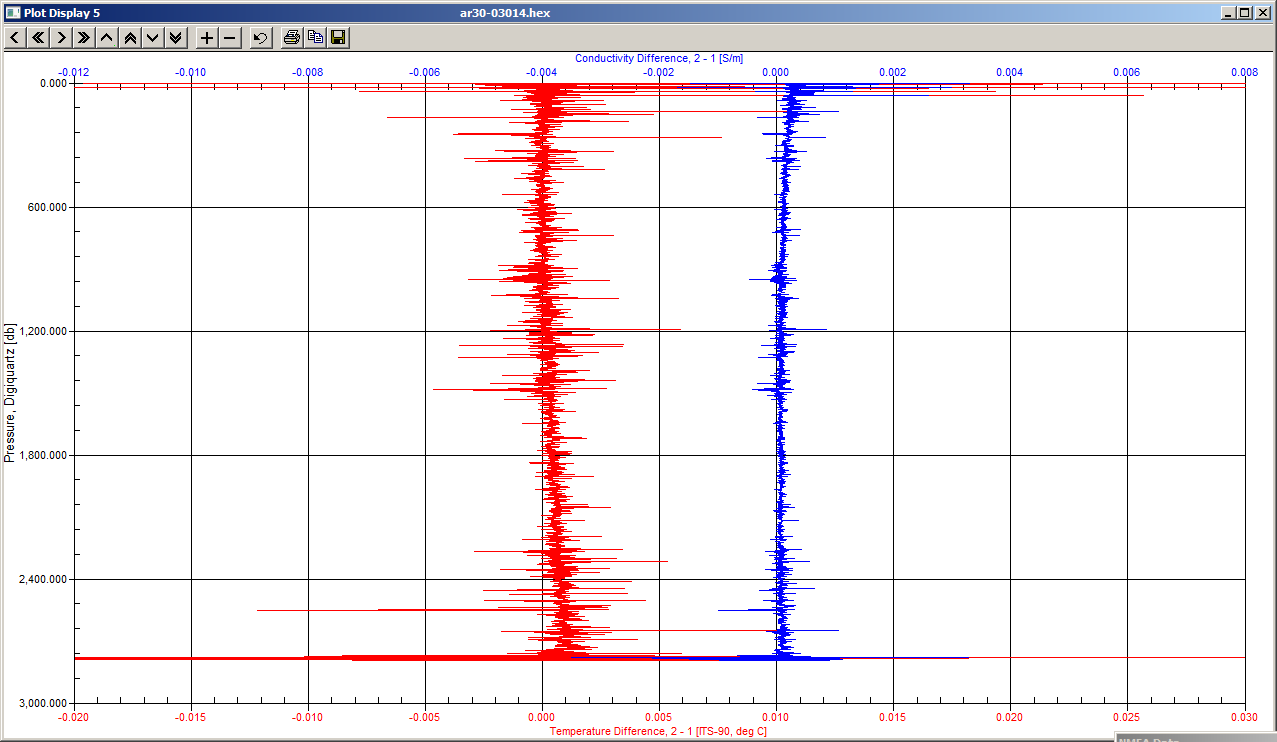 Plot Display 5 ar30-03014.hex
Conductivity Difference, 2 - 1 [S/m]
-0.012 -0.010 -0.008 -0.006 -0.004 -0.002 0.000 0.002 0.004 0.006 0.008
0.000
600.000
1,200.000
Pressure, Digiquartz [db]
1,800.000
2,400.000
3,000.000
-0.020 -0.015 -0.010 -0.005 0.000 0.005 0.010 0.015 0.020 0.025 0.030
Temperature Difference, 2 - 1 [ITS-90, deg C]
NMEA Data